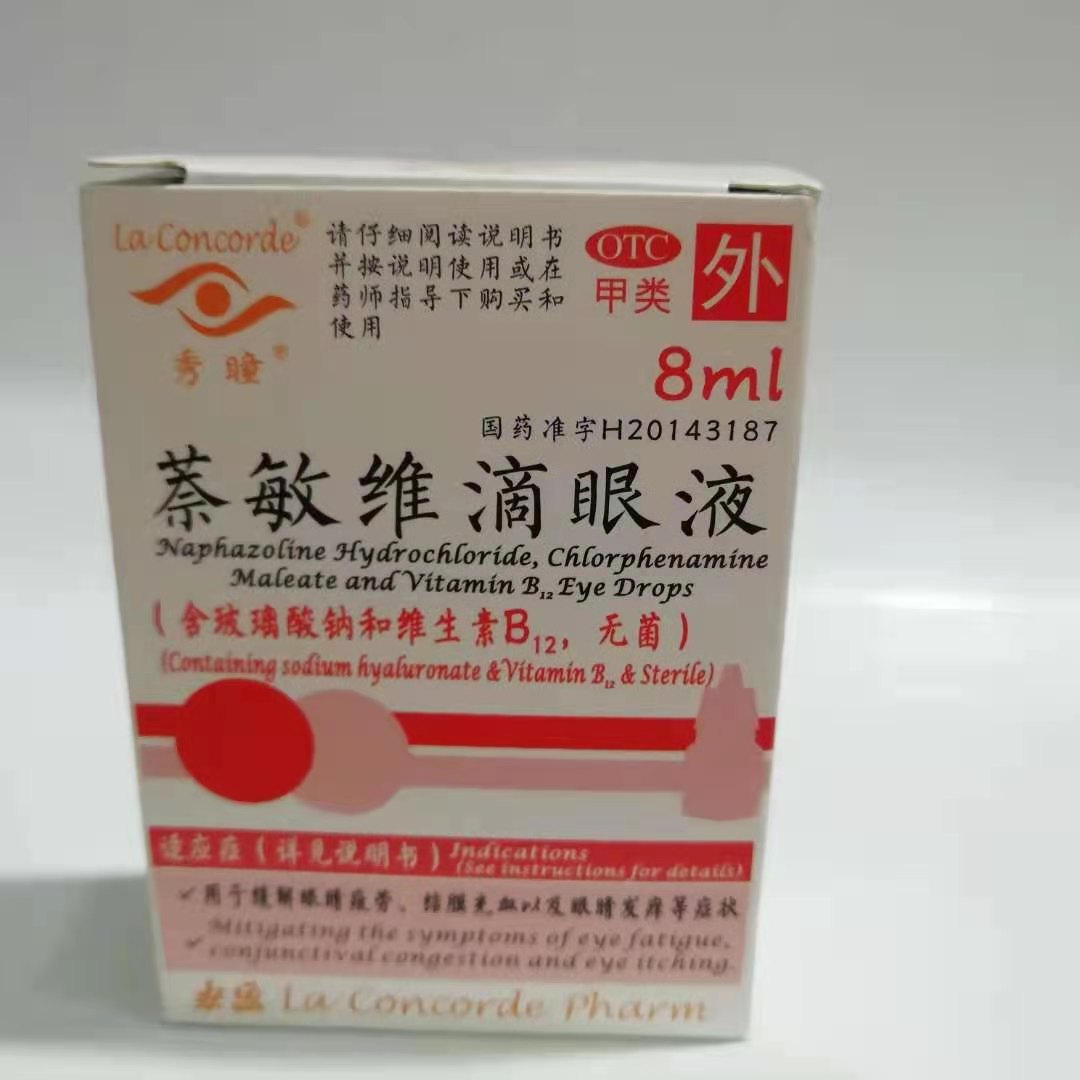 La Concorde®
秀瞳®
请仔细阅读说明书
并按说明使用或在
药师指导下购买和
使用
OTC
甲类
外
8ml
国药准字H20143187
萘敏维滴眼液
Naphazoline Hydrochloride, Chlorphenamine
Maleate and Vitamin B₁₂ Eye Drops
(含玻璃酸钠和维生素B₁₂, 无菌)
(Containing sodium hyaluronate &Vitamin B₁₂ & Sterile)
适应症(详见说明书) Indications
(See instructions for details)
✓用于缓解眼睛疲劳、结膜充血以及眼睛发痒等症状
✓Mitigating the symptoms of eye fatigue,
conjunctival congestion and eye itching.
La Concorde Pharm